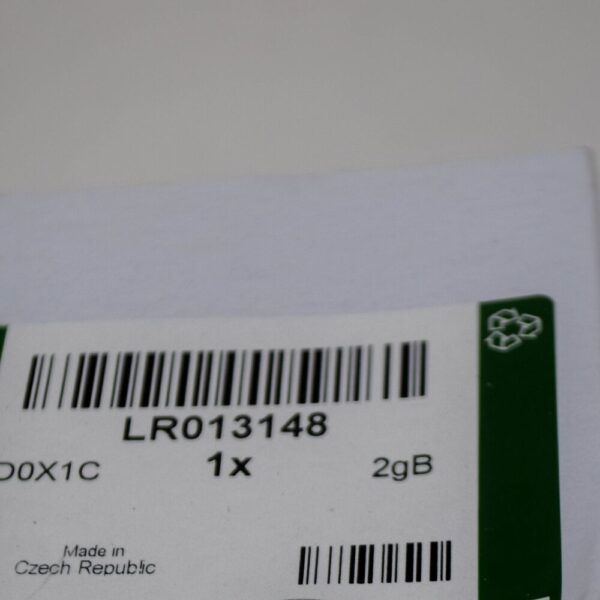 LR013148
D0X1C 1x 2gB
Made in
Czech Republic